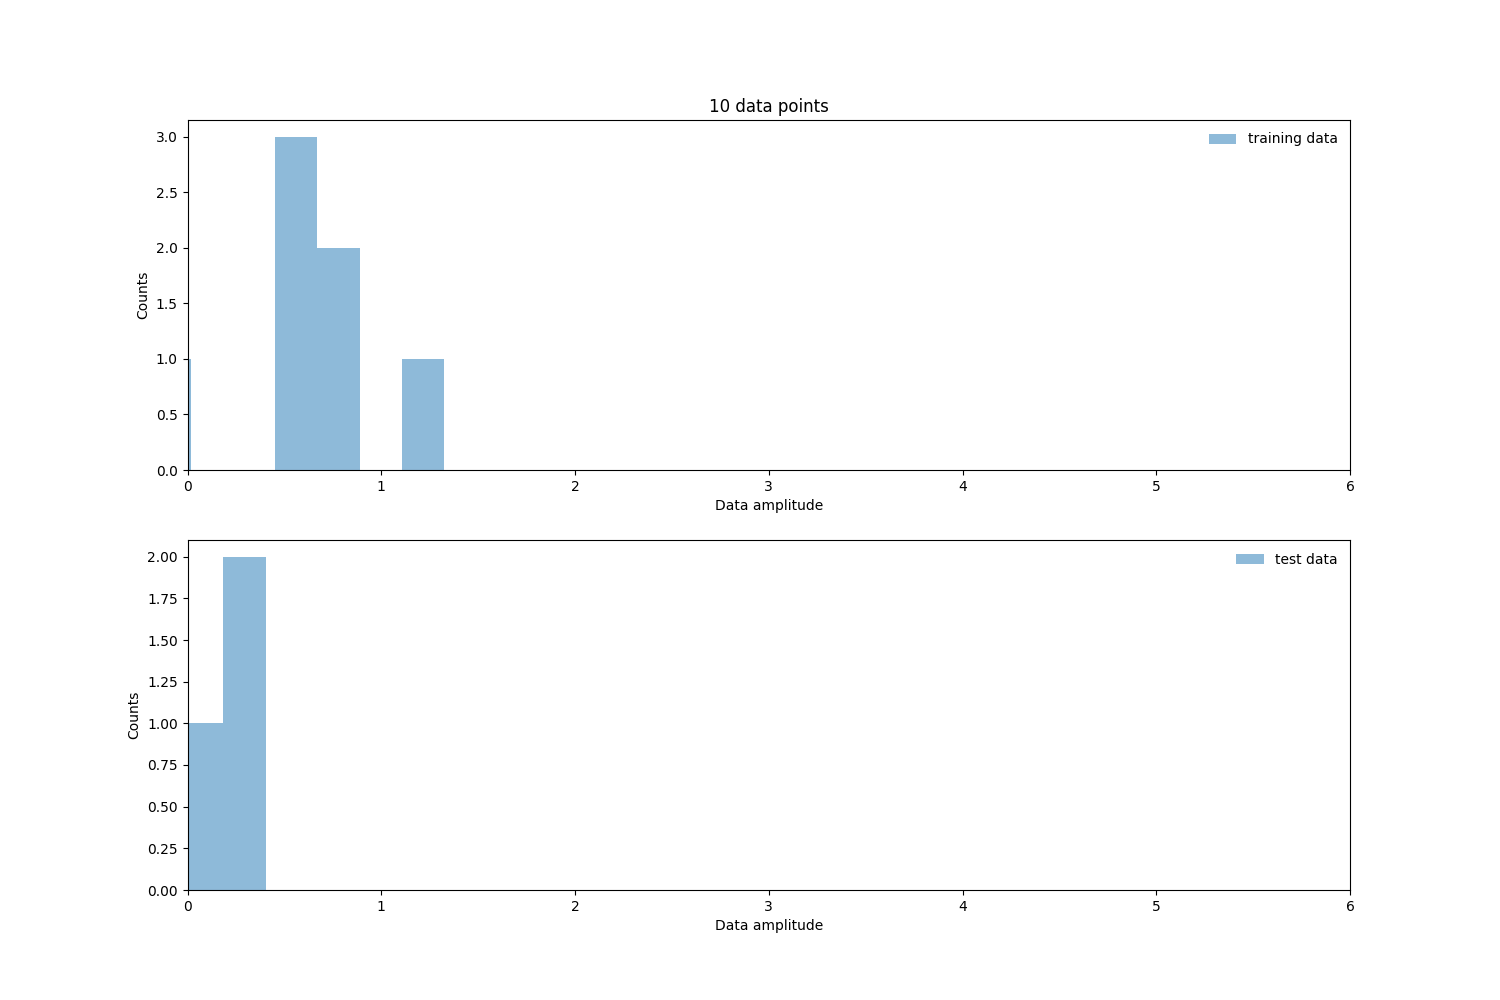 10 data points
training data
3.0
2.5
2.0
1.5
1.0
0.5
0.0
Counts
0 1 2 3 4 5 6
Data amplitude
test data
2.00
1.75
1.50
1.25
1.00
0.75
0.50
0.25
0.00
Counts
0 1 2 3 4 5 6
Data amplitude